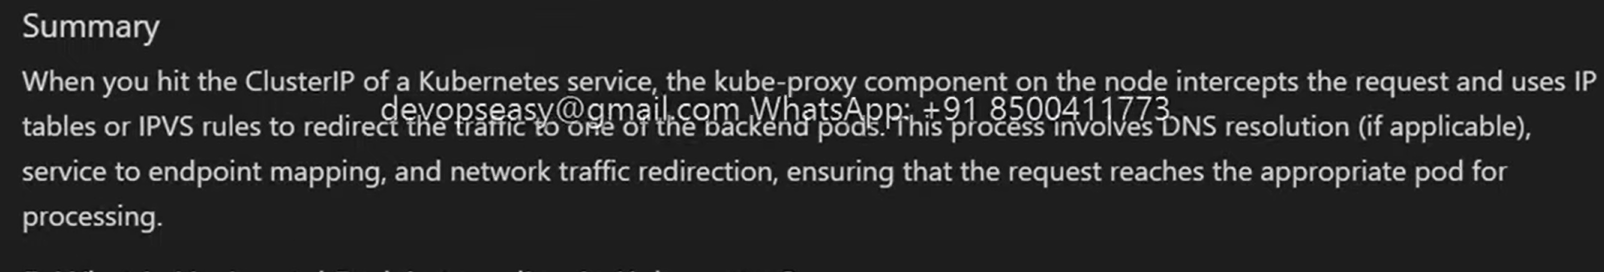 Summary
When you hit the ClusterIP of a Kubernetes service, the kube-proxy component on the node intercepts the request and uses IP
devopseasy@gmail.com WhatsApp: +91 8500411773
tables or IPVS rules to redirect the traffic to one of the backend pods. This process involves DNS resolution (if applicable),
service to endpoint mapping, and network traffic redirection, ensuring that the request reaches the appropriate pod for
processing.